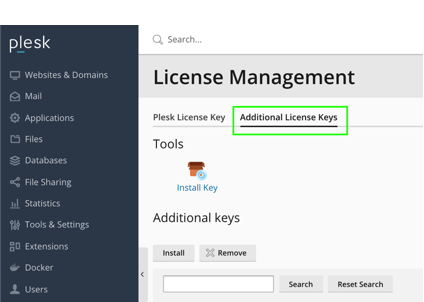 plesk
Search...
Websites & Domains
Mail
Applications
Files
Databases
File Sharing
Statistics
Tools & Settings
Extensions
Docker
Users
License Management
Plesk License Key
Additional License Keys
Tools
Install Key
Additional keys
Install
Remove
Search
Reset Search